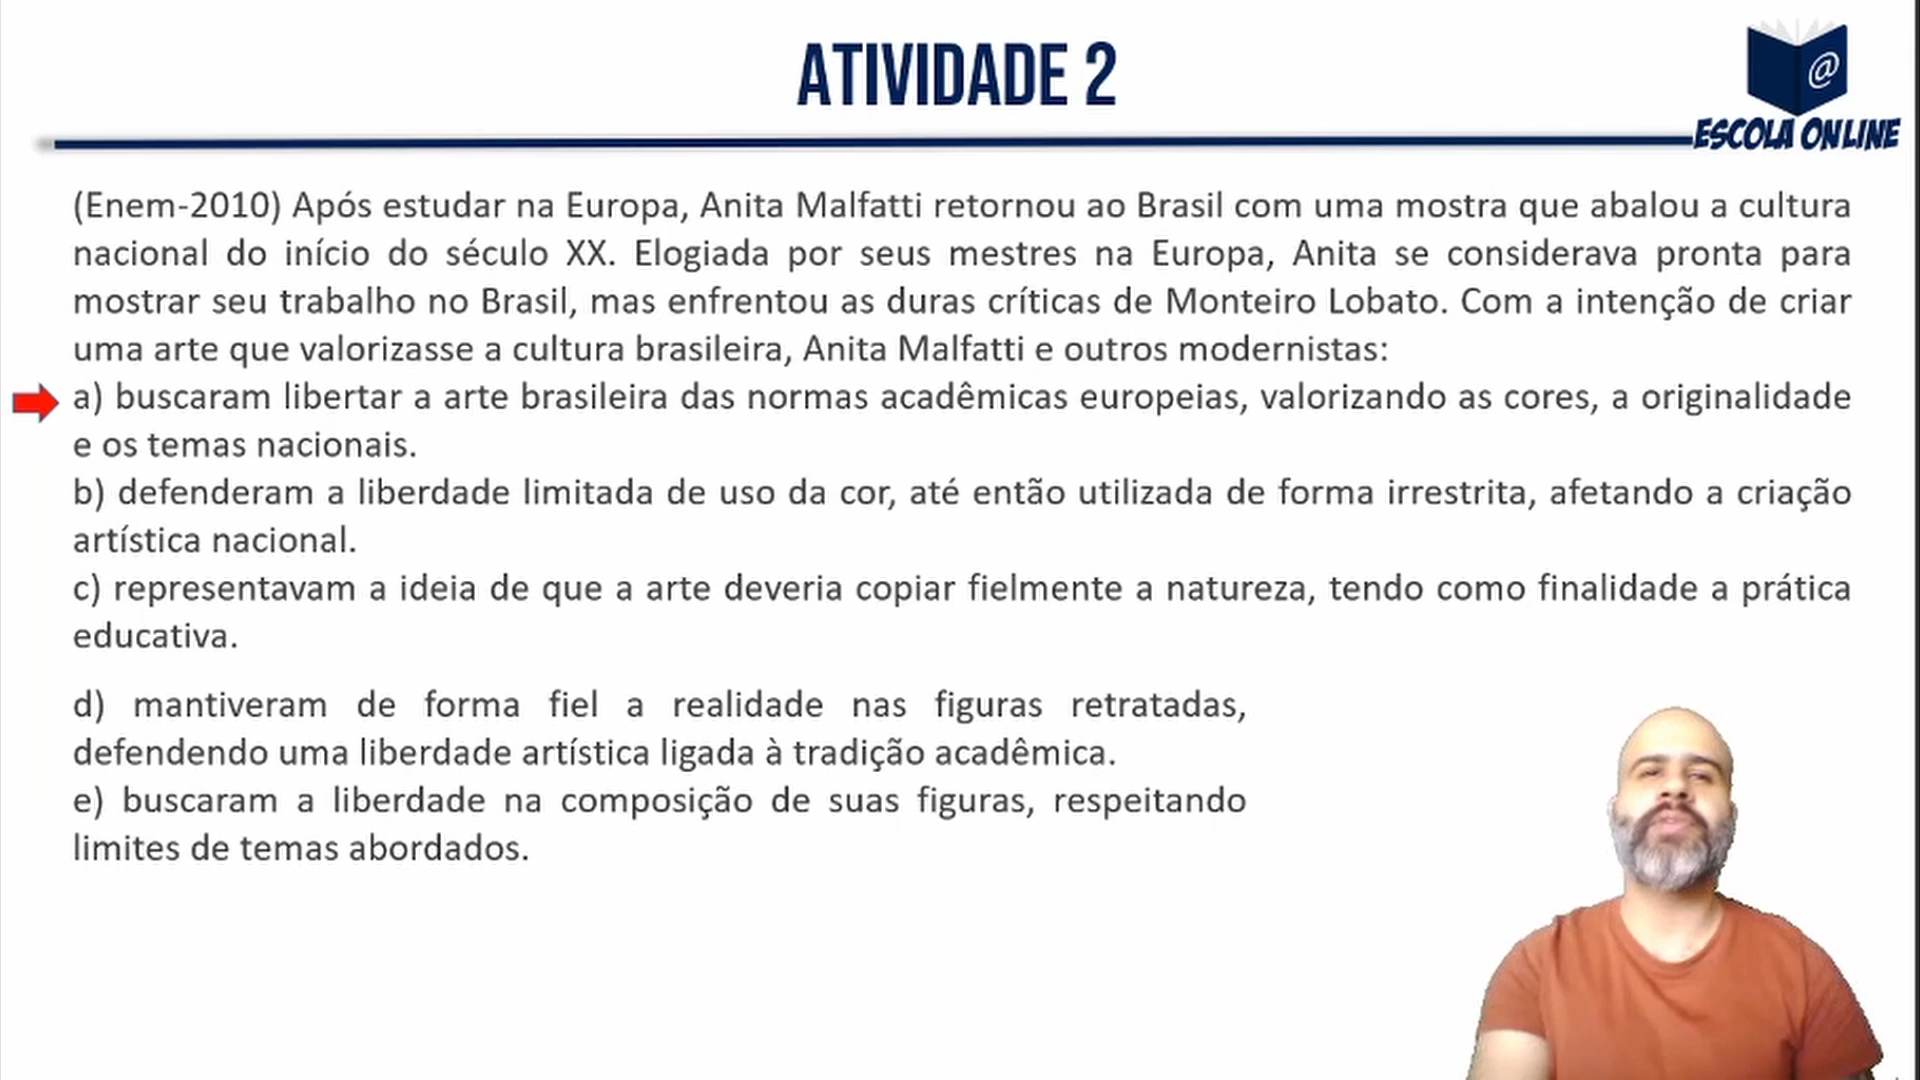 ATIVIDADE 2
@
ESCOLA ONLINE
(Enem-2010) Após estudar na Europa, Anita Malfatti retornou ao Brasil com uma mostra que abalou a cultura
nacional do início do século XX. Elogiada por seus mestres na Europa, Anita se considerava pronta para
mostrar seu trabalho no Brasil, mas enfrentou as duras críticas de Monteiro Lobato. Com a intenção de criar
uma arte que valorizasse a cultura brasileira, Anita Malfatti e outros modernistas:
a) buscaram libertar a arte brasileira das normas acadêmicas europeias, valorizando as cores, a originalidade
e os temas nacionais.
b) defenderam a liberdade limitada de uso da cor, até então utilizada de forma irrestrita, afetando a criação
artística nacional.
c) representavam a ideia de que a arte deveria copiar fielmente a natureza, tendo como finalidade a prática
educativa.
d) mantiveram de forma fiel a realidade nas figuras retratadas,
defendendo uma liberdade artística ligada à tradição acadêmica.
e) buscaram a liberdade na composição de suas figuras, respeitando
limites de temas abordados.